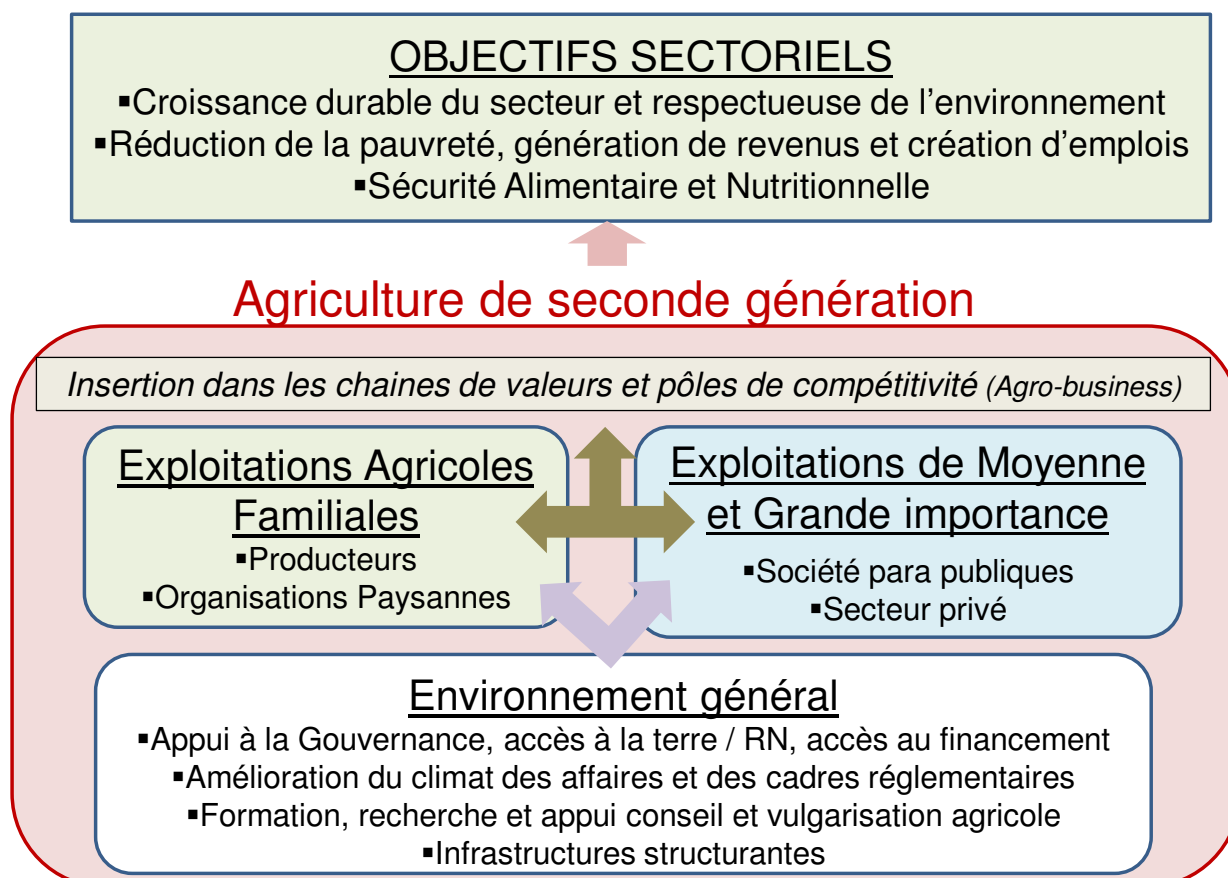 OBJECTIFS SECTORIELS
▪Croissance durable du secteur et respectueuse de l’environnement
▪Réduction de la pauvreté, génération de revenus et création d’emplois
▪Sécurité Alimentaire et Nutritionnelle
Agriculture de seconde génération
Insertion dans les chaines de valeurs et pôles de compétitivité (Agro-business)
Exploitations Agricoles
Familiales
▪Producteurs
▪Organisations Paysannes
Exploitations de Moyenne
et Grande importance
▪Société para publiques
▪Secteur privé
Environnement général
▪Appui à la Gouvernance, accès à la terre / RN, accès au financement
▪Amélioration du climat des affaires et des cadres réglementaires
▪Formation, recherche et appui conseil et vulgarisation agricole
▪Infrastructures structurantes